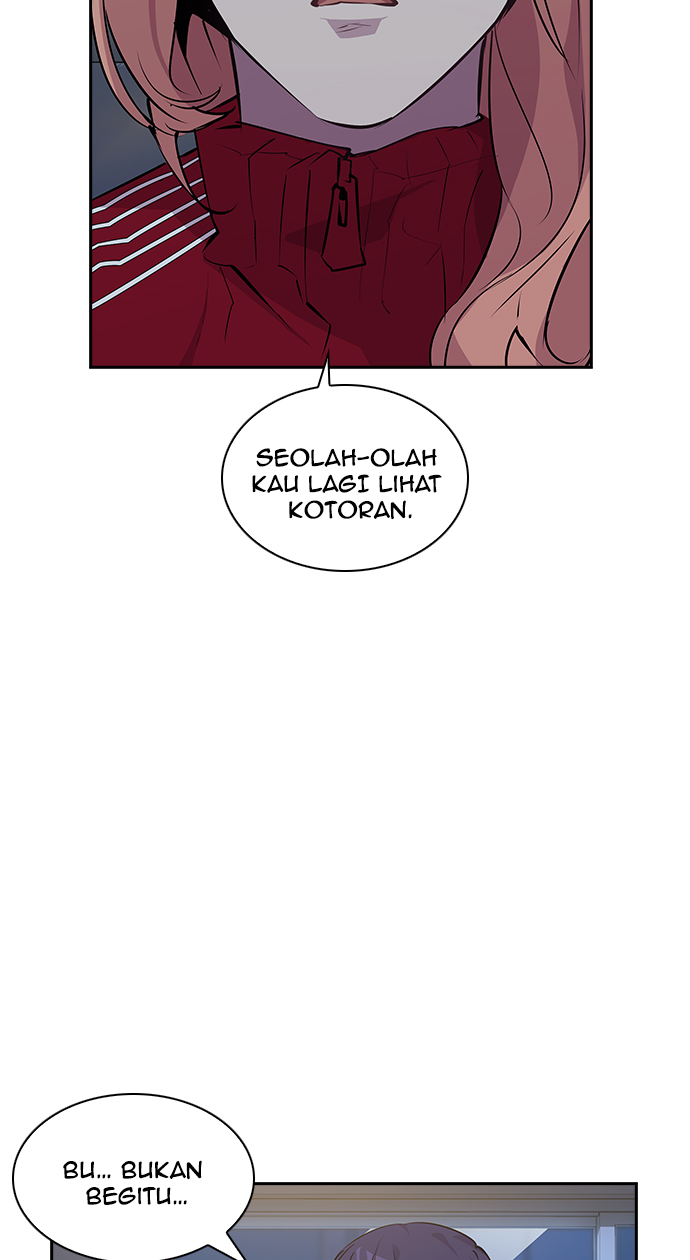 SEOLAH-OLAH
KAU LAGI LIHAT
KOTORAN.
BU... BUKAN
BEGITU...